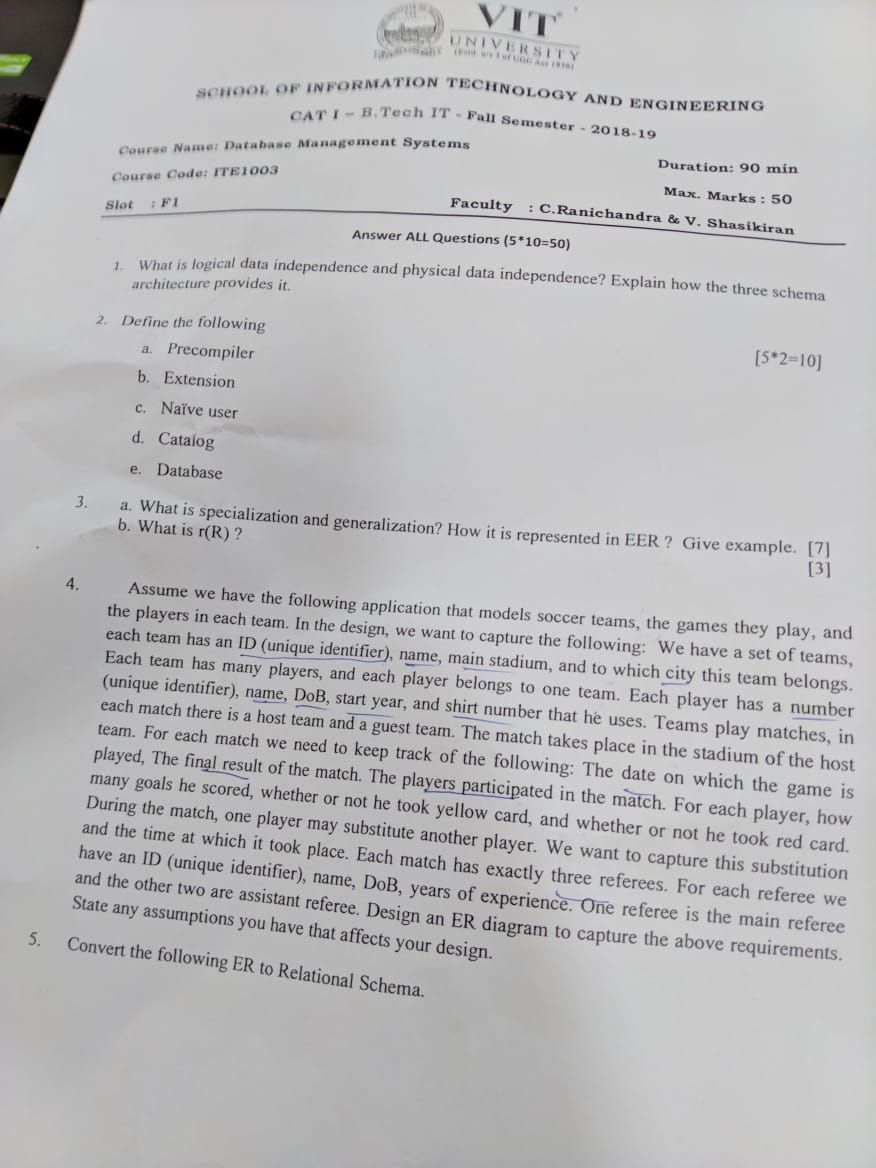 VIT
UNIVERSITY
(Estd. u/s 3 of UGC Act 1956)
SCHOOL OF INFORMATION TECHNOLOGY AND ENGINEERING
CAT I – B.Tech IT - Fall Semester - 2018-19
Course Name: Database Management Systems
Duration: 90 min
Course Code: ITE1003
Max. Marks : 50
Slot : F1
Faculty : C.Ranichandra & V. Shasikiran
Answer ALL Questions (5*10=50)
1. What is logical data independence and physical data independence? Explain how the three schema
architecture provides it.
2. Define the following
[5*2=10]
a. Precompiler
b. Extension
c. Naïve user
d. Catalog
e. Database
3. a. What is specialization and generalization? How it is represented in EER ? Give example. [7]
b. What is r(R) ?
[3]
4. Assume we have the following application that models soccer teams, the games they play, and
the players in each team. In the design, we want to capture the following: We have a set of teams,
each team has an ID (unique identifier), name, main stadium, and to which city this team belongs.
Each team has many players, and each player belongs to one team. Each player has a number
(unique identifier), name, DoB, start year, and shirt number that he uses. Teams play matches, in
each match there is a host team and a guest team. The match takes place in the stadium of the host
team. For each match we need to keep track of the following: The date on which the game is
played, The final result of the match. The players participated in the match. For each player, how
many goals he scored, whether or not he took yellow card, and whether or not he took red card.
During the match, one player may substitute another player. We want to capture this substitution
and the time at which it took place. Each match has exactly three referees. For each referee we
have an ID (unique identifier), name, DoB, years of experience. One referee is the main referee
and the other two are assistant referee. Design an ER diagram to capture the above requirements.
State any assumptions you have that affects your design.
5. Convert the following ER to Relational Schema.